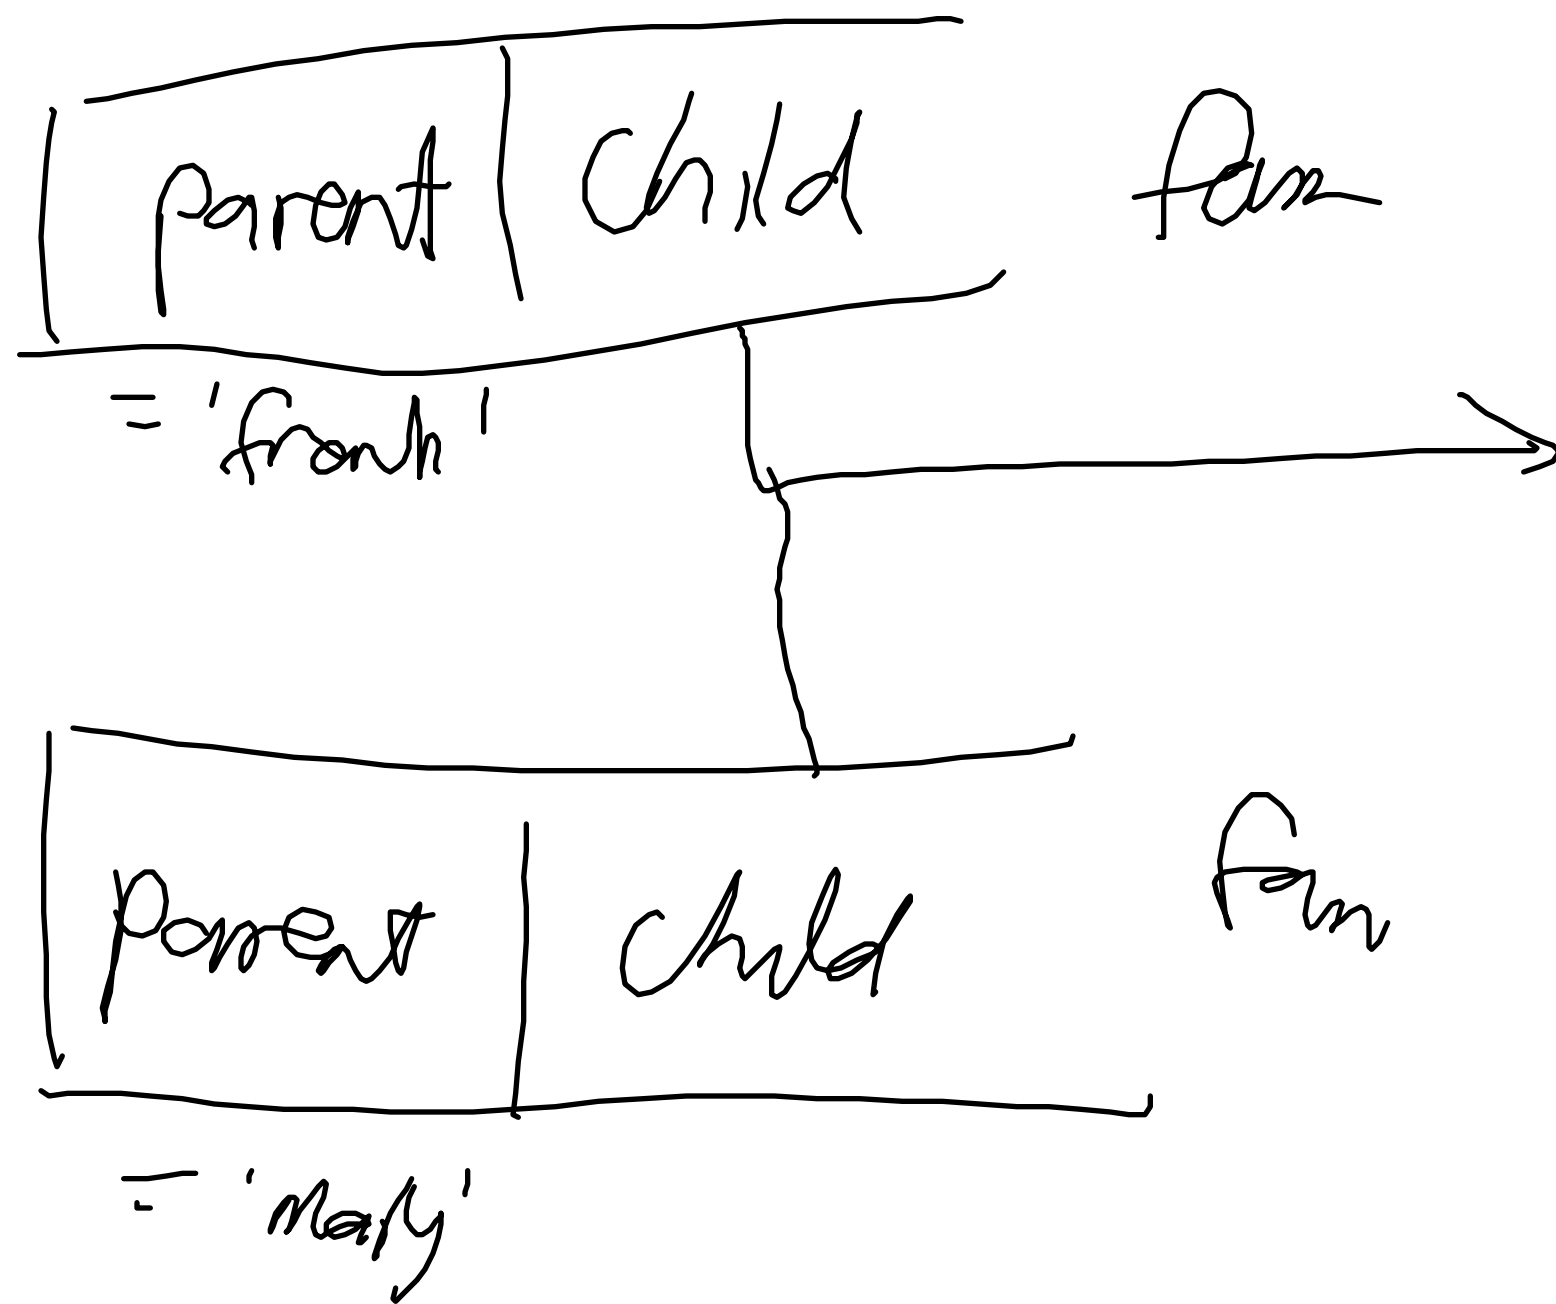 parent child fam
= 'frank'
parent child fam
= 'Mary'